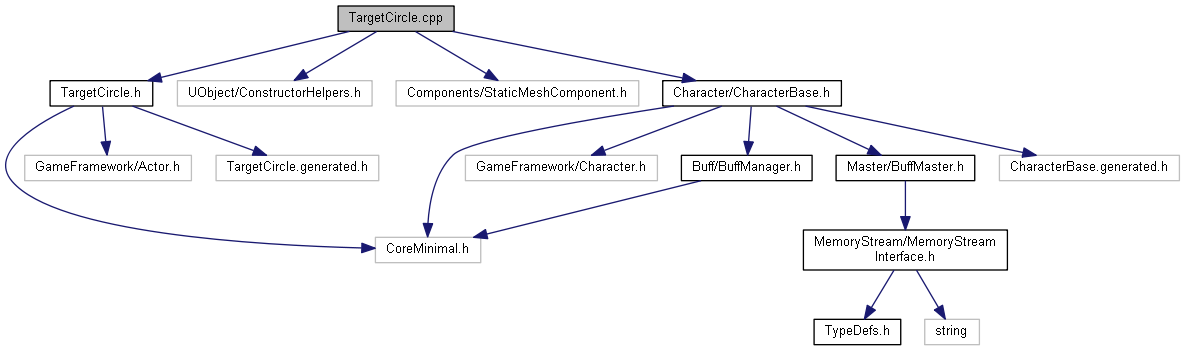 TargetCircle.cpp
TargetCircle.h
UObject/ConstructorHelpers.h
Components/StaticMeshComponent.h
Character/CharacterBase.h
GameFramework/Actor.h
TargetCircle.generated.h
GameFramework/Character.h
Buff/BuffManager.h
Master/BuffMaster.h
CharacterBase.generated.h
CoreMinimal.h
MemoryStream/MemoryStream
Interface.h
TypeDefs.h
string